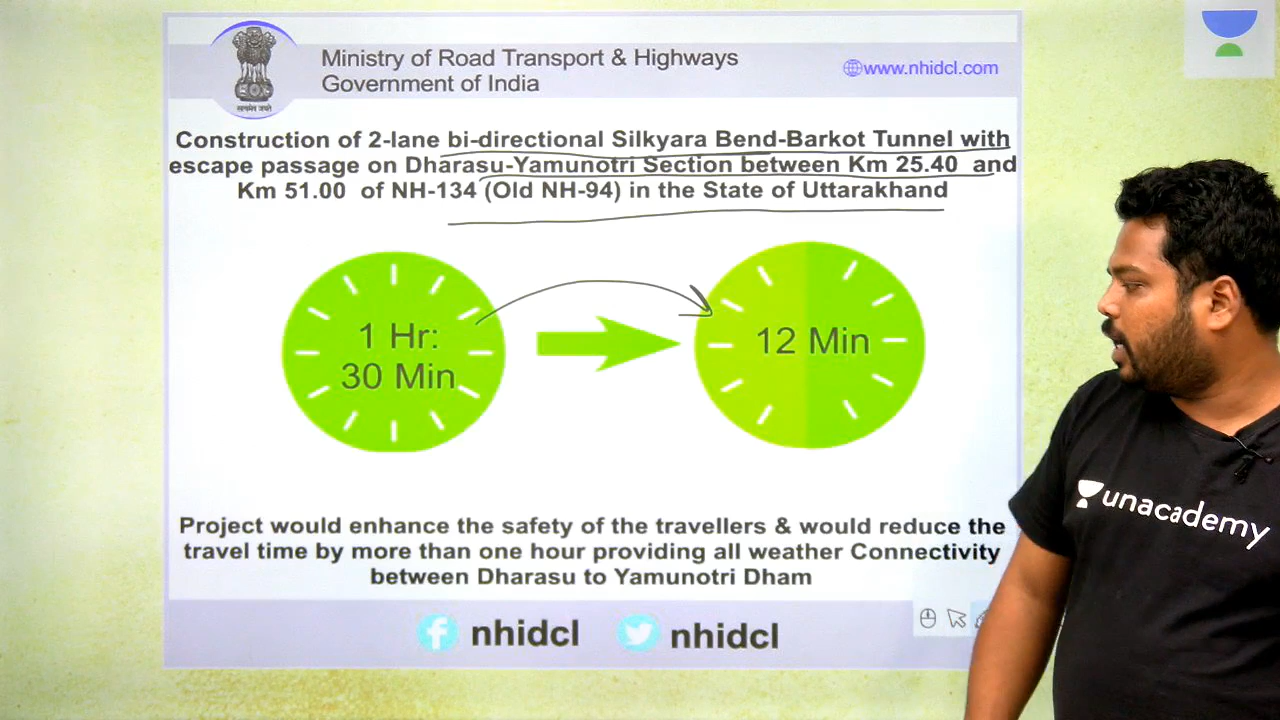 Ministry of Road Transport & Highways
Government of India
www.nhidcl.com
सत्यमेव जयते
Construction of 2-lane bi-directional Silkyara Bend-Barkot Tunnel with
escape passage on Dharasu-Yamunotri Section between Km 25.40 and
Km 51.00 of NH-134 (Old NH-94) in the State of Uttarakhand
1 Hr:
30 Min
12 Min
Project would enhance the safety of the travellers & would reduce the
travel time by more than one hour providing all weather Connectivity
between Dharasu to Yamunotri Dham
nhidcl
nhidcl
unacademy